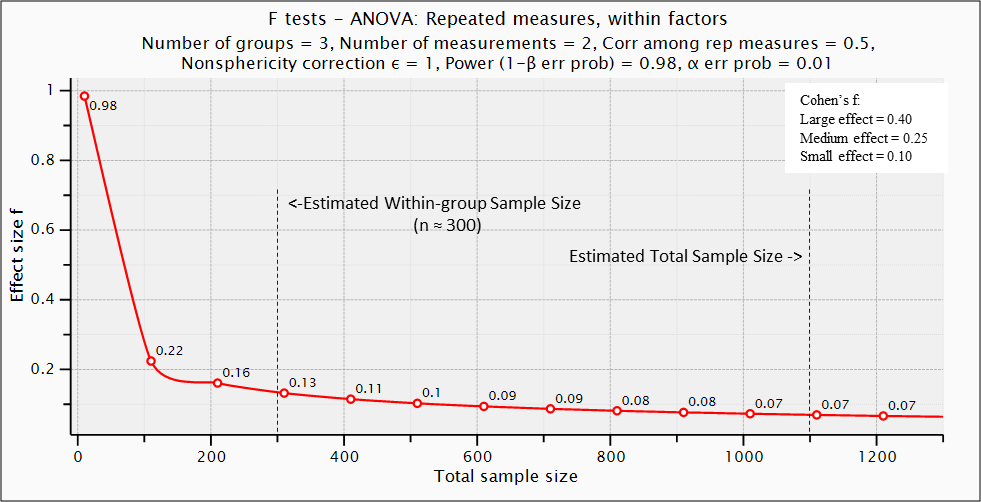 F tests – ANOVA: Repeated measures, within factors
Number of groups = 3, Number of measurements = 2, Corr among rep measures = 0.5,
Nonsphericity correction ϵ = 1, Power (1-β err prob) = 0.98, α err prob = 0.01
Cohen's f:
Large effect = 0.40
Medium effect = 0.25
Small effect = 0.10
<-Estimated Within-group Sample Size
(n ≈ 300)
Estimated Total Sample Size ->
Effect size f
1
0.8
0.6
0.4
0.2
0.98
0.22
0.16
0.13
0.11
0.1
0.09
0.09
0.08
0.08
0.07
0.07
0.07
0
200
400
600
800
1000
1200
Total sample size